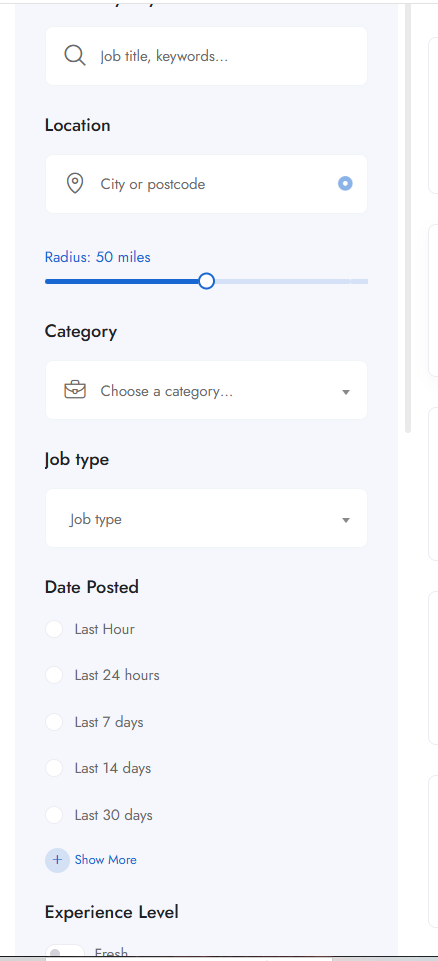 Job title, keywords...
Location
City or postcode
Radius: 50 miles
Category
Choose a category...
Job type
Job type
Date Posted
Last Hour
Last 24 hours
Last 7 days
Last 14 days
Last 30 days
+ Show More
Experience Level
Fresh